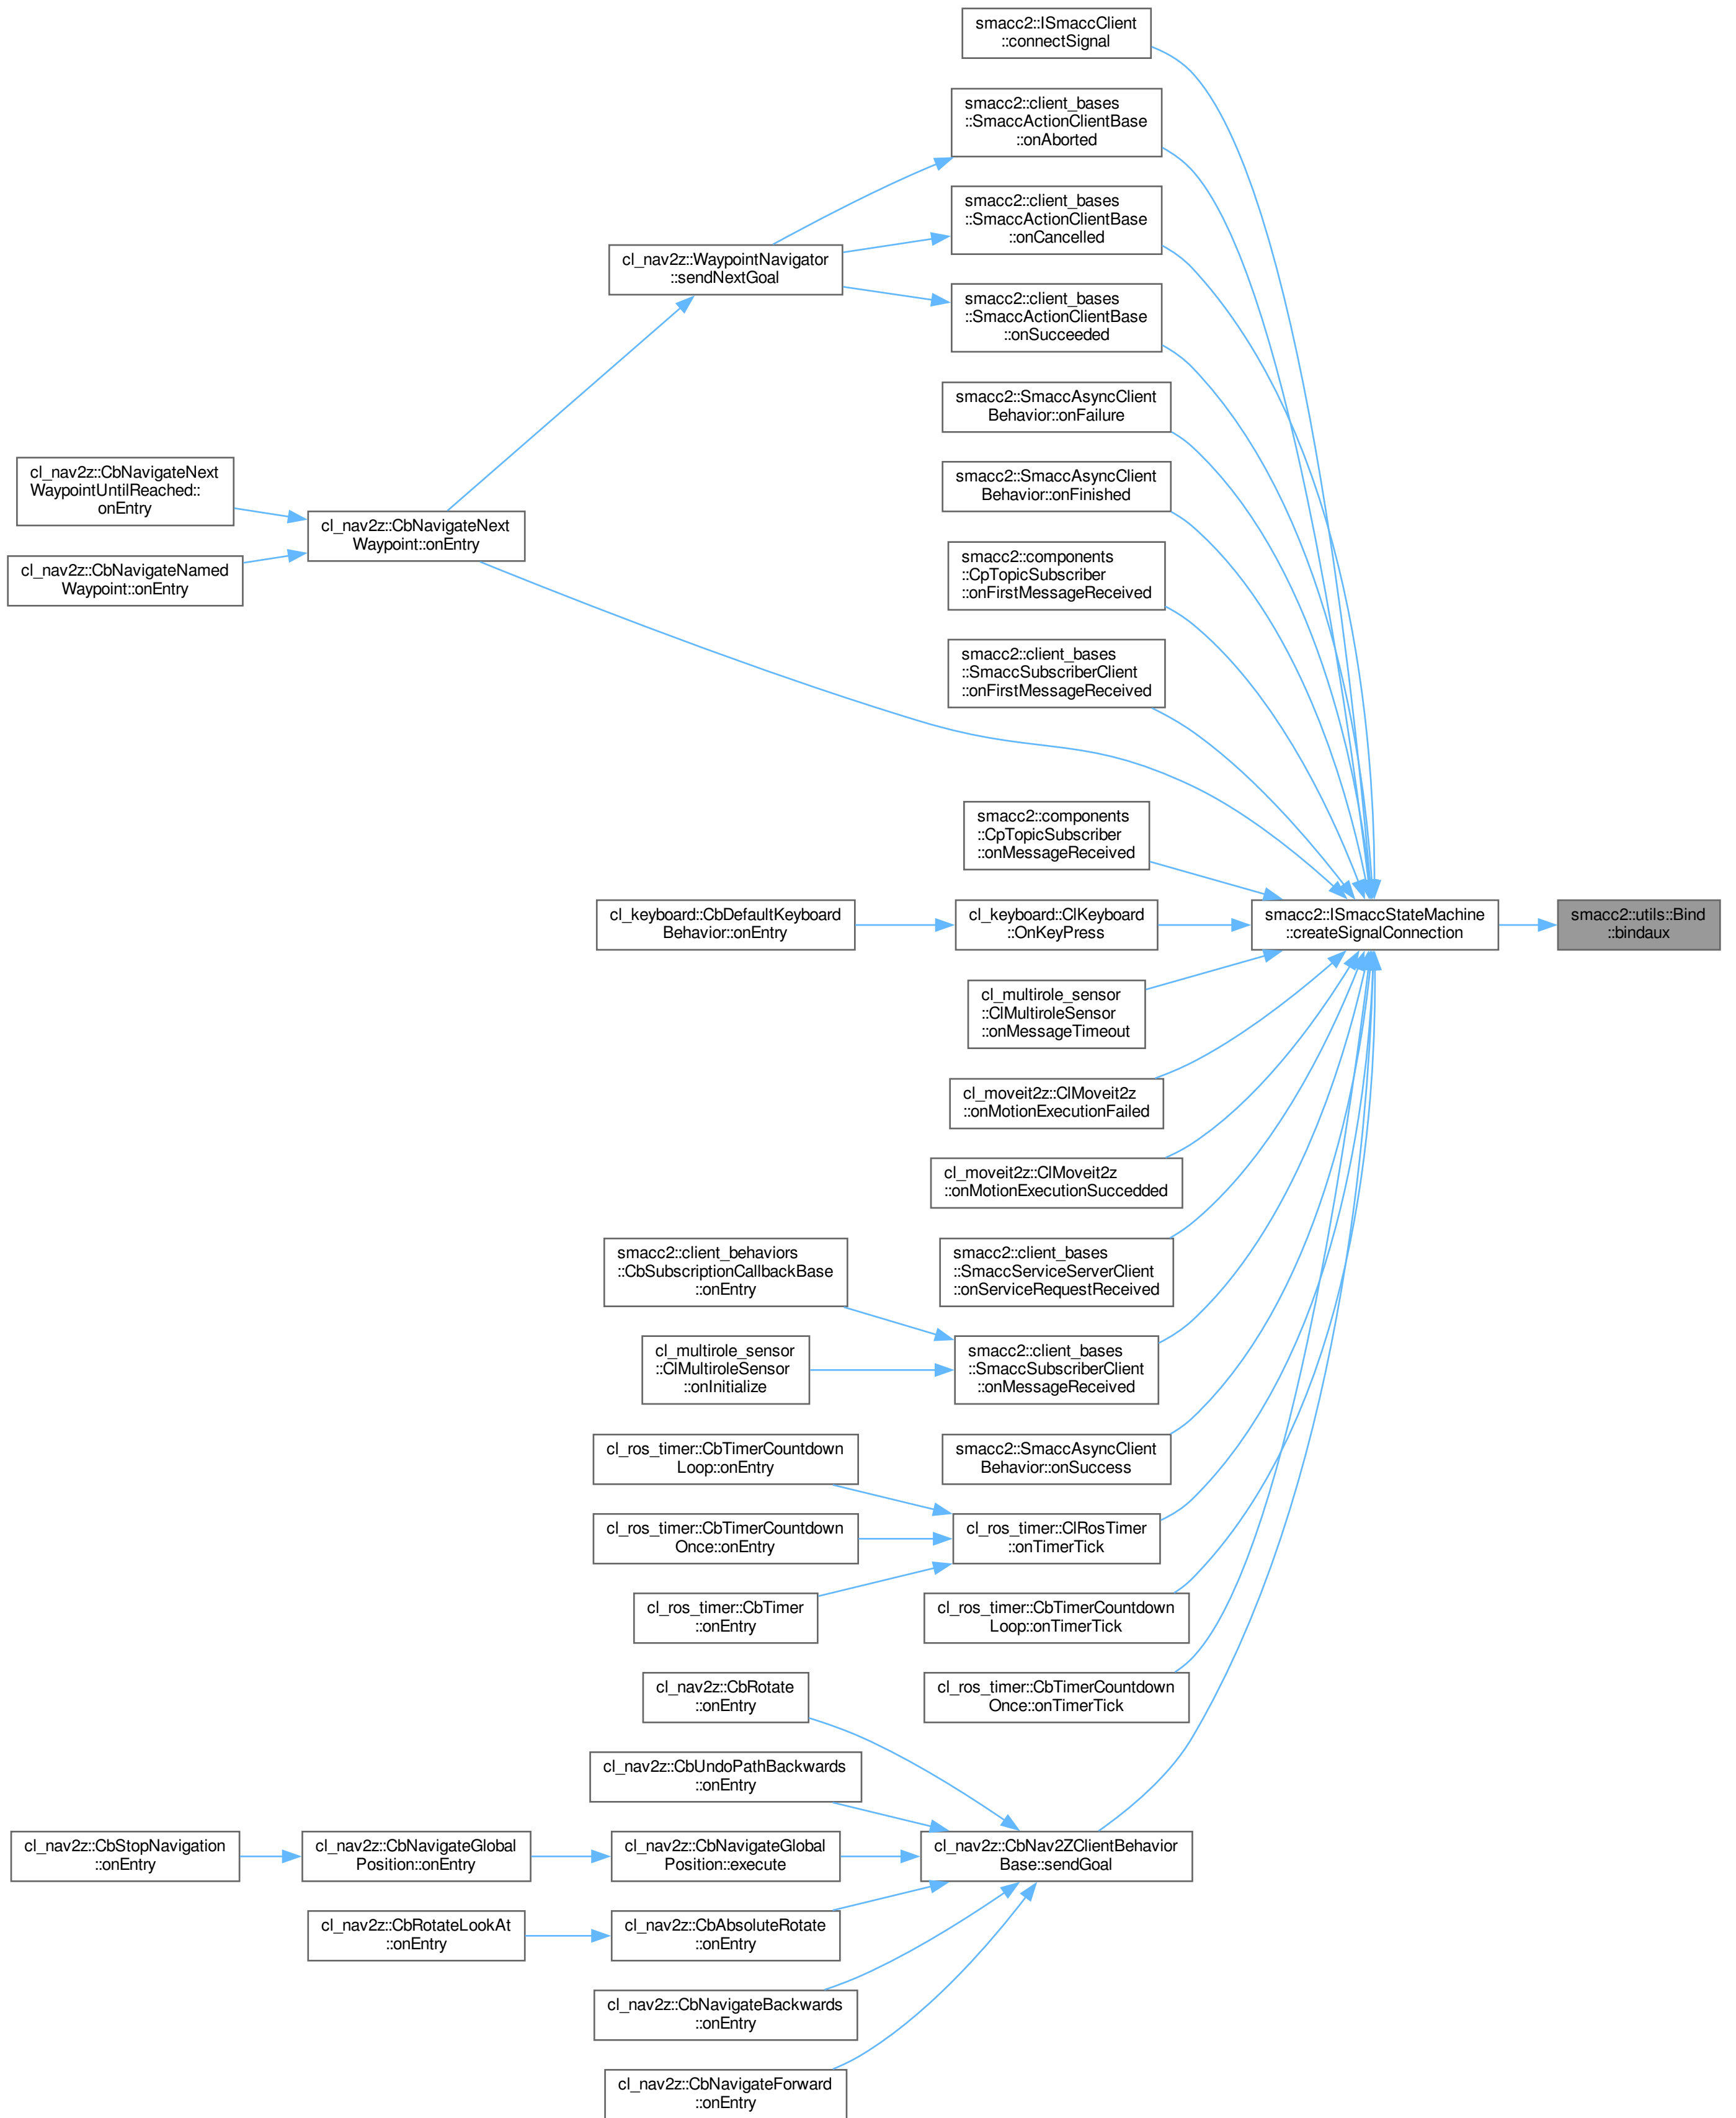 smacc2::ISmaccClient
::connectSignal
smacc2::client_bases
::SmaccActionClientBase
::onAborted
smacc2::client_bases
::SmaccActionClientBase
::onCancelled
cl_nav2z::WaypointNavigator
::sendNextGoal
smacc2::client_bases
::SmaccActionClientBase
::onSucceeded
smacc2::SmaccAsyncClient
Behavior::onFailure
cl_nav2z::CbNavigateNext
WaypointUntilReached::
onEntry
smacc2::SmaccAsyncClient
Behavior::onFinished
cl_nav2z::CbNavigateNext
Waypoint::onEntry
cl_nav2z::CbNavigateNamed
Waypoint::onEntry
smacc2::components
::CpTopicSubscriber
::onFirstMessageReceived
smacc2::client_bases
::SmaccSubscriberClient
::onFirstMessageReceived
smacc2::components
::CpTopicSubscriber
::onMessageReceived
cl_keyboard::CbDefaultKeyboard
Behavior::onEntry
cl_keyboard::ClKeyboard
::OnKeyPress
smacc2::ISmaccStateMachine
::createSignalConnection
smacc2::utils::Bind
::bindaux
cl_multirole_sensor
::ClMultiroleSensor
::onMessageTimeout
cl_moveit2z::ClMoveit2z
::onMotionExecutionFailed
cl_moveit2z::ClMoveit2z
::onMotionExecutionSuccedded
smacc2::client_behaviors
::CbSubscriptionCallbackBase
::onEntry
smacc2::client_bases
::SmaccServiceServerClient
::onServiceRequestReceived
cl_multirole_sensor
::ClMultiroleSensor
::onInitialize
smacc2::client_bases
::SmaccSubscriberClient
::onMessageReceived
cl_ros_timer::CbTimerCountdown
Loop::onEntry
smacc2::SmaccAsyncClient
Behavior::onSuccess
cl_ros_timer::CbTimerCountdown
Once::onEntry
cl_ros_timer::ClRosTimer
::onTimerTick
cl_ros_timer::CbTimer
::onEntry
cl_ros_timer::CbTimerCountdown
Loop::onTimerTick
cl_nav2z::CbRotate
::onEntry
cl_ros_timer::CbTimerCountdown
Once::onTimerTick
cl_nav2z::CbUndoPathBackwards
::onEntry
cl_nav2z::CbStopNavigation
::onEntry
cl_nav2z::CbNavigateGlobal
Position::onEntry
cl_nav2z::CbNavigateGlobal
Position::execute
cl_nav2z::CbNav2ZClientBehavior
Base::sendGoal
cl_nav2z::CbRotateLookAt
::onEntry
cl_nav2z::CbAbsoluteRotate
::onEntry
cl_nav2z::CbNavigateBackwards
::onEntry
cl_nav2z::CbNavigateForward
::onEntry